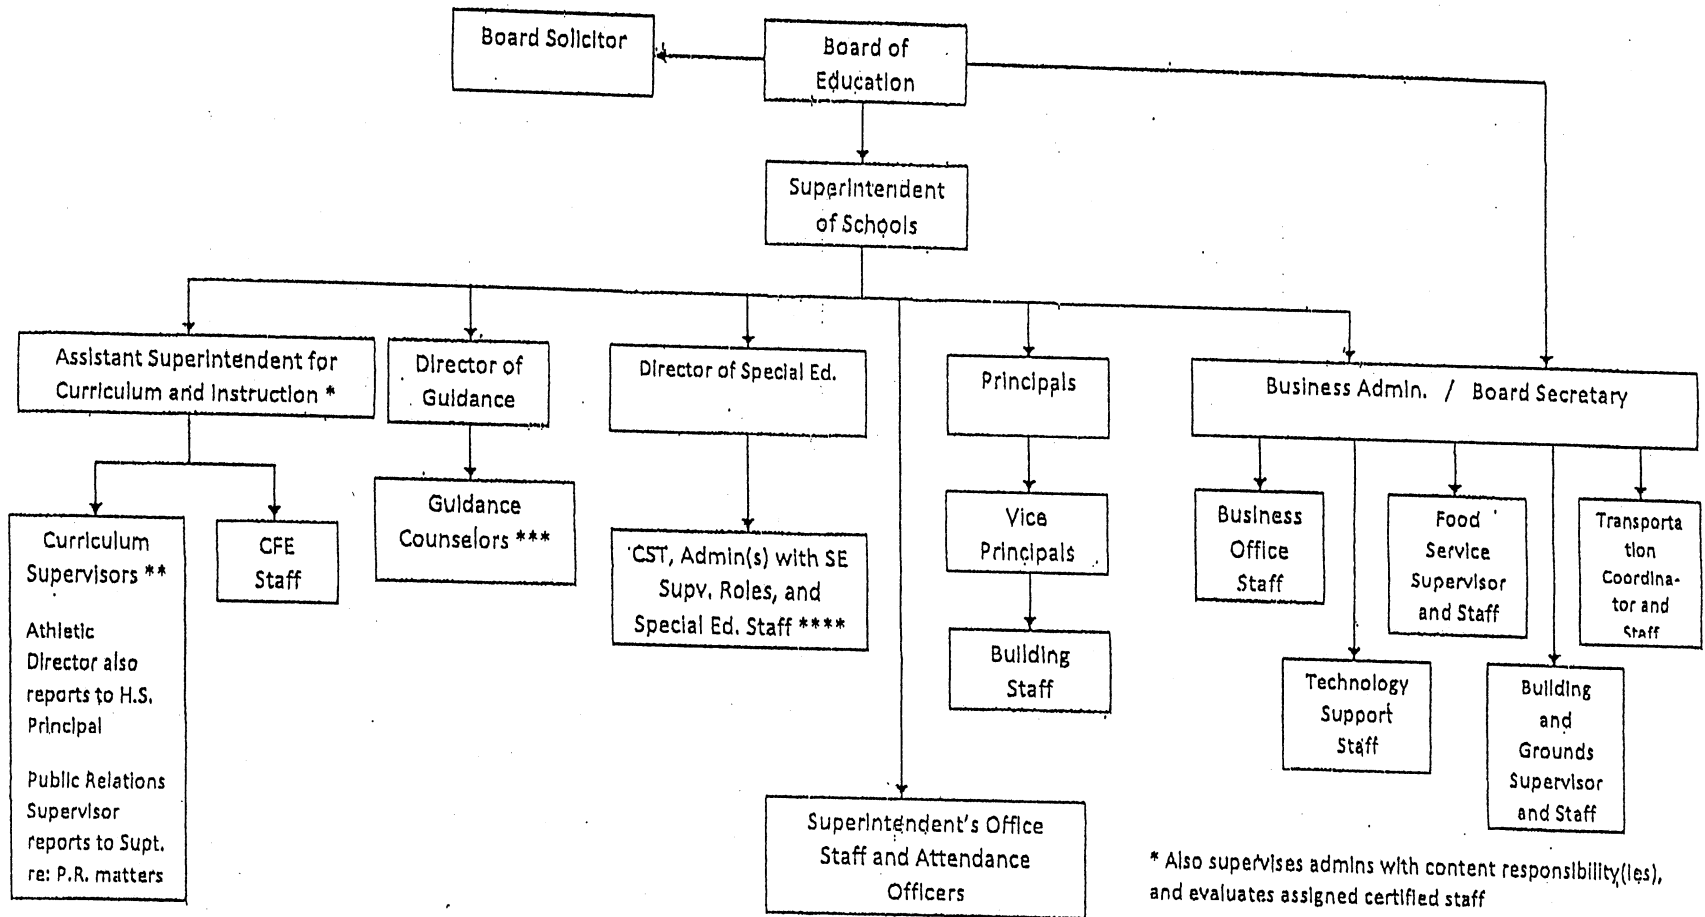 Board Solicitor
Board of
Education
Superintendent
of Schools
Assistant Superintendent for
Curriculum and Instruction *
Director of
Guidance
Director of Special Ed.
Principals
Business Admin. / Board Secretary
Curriculum
Supervisors **
Athletic
Director also
reports to H.S.
Principal
Public Relations
Supervisor
reports to Supt.
re: P.R. matters
CFE
Staff
Guidance
Counselors ***
CST, Admin(s) with SE
Supv. Roles, and
Special Ed. Staff ****
Vice
Principals
Building
Staff
Business
Office
Staff
Food
Service
Supervisor
and Staff
Transporta
tion
Coordina-
tor and
Staff
Technology
Support
Staff
Building
and
Grounds
Supervisor
and Staff
Superintendent's Office
Staff and Attendance
Officers
* Also supervises admins with content responsibility(ies),
and evaluates assigned certified staff